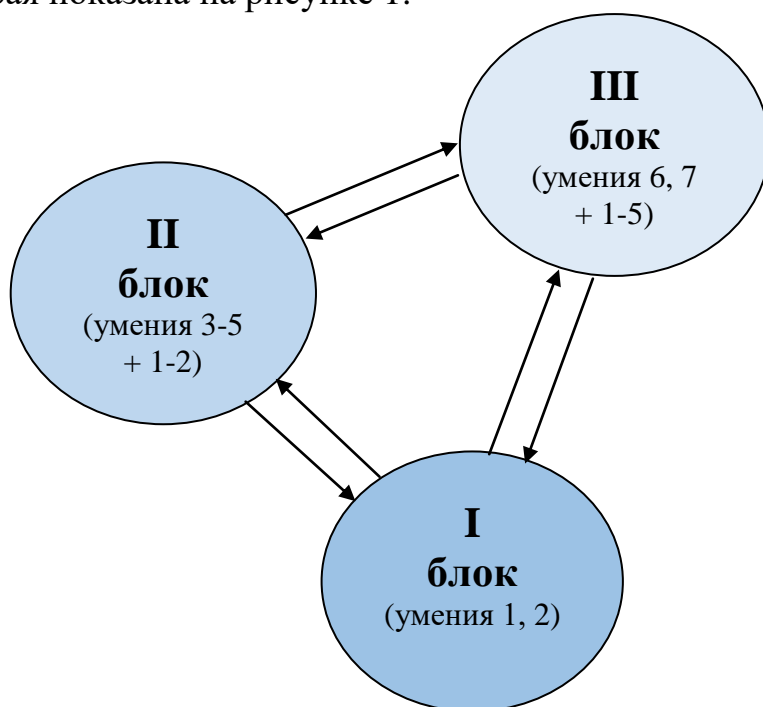 показана на рисунке 1.
III
блок
(умения 6, 7
+ 1-5)
II
блок
(умения 3-5
+ 1-2)
I
блок
(умения 1, 2)